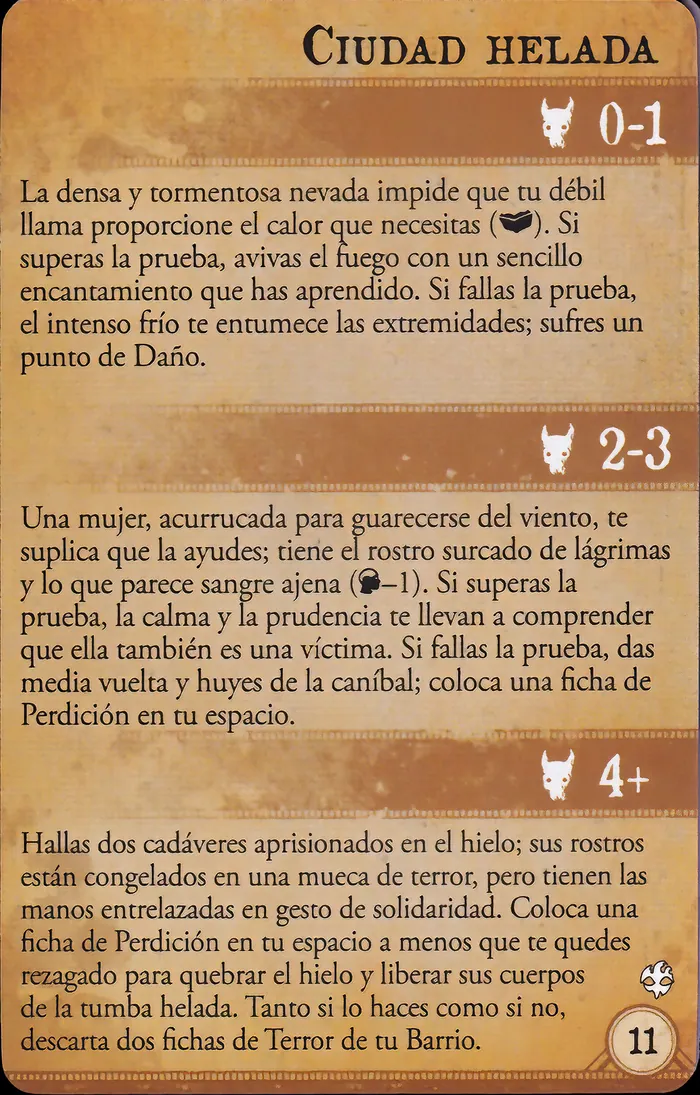 Ciudad helada
0-1
La densa y tormentosa nevada impide que tu débil
llama proporcione el calor que necesitas (). Si
superas la prueba, avivas el fuego con un sencillo
encantamiento que has aprendido. Si fallas la prueba,
el intenso frío te entumece las extremidades; sufres un
punto de Daño.
2-3
Una mujer, acurrucada para guarecerse del viento, te
suplica que la ayudes; tiene el rostro surcado de lágrimas
y lo que parece sangre ajena (–1). Si superas la
prueba, la calma y la prudencia te llevan a comprender
que ella también es una víctima. Si fallas la prueba, das
media vuelta y huyes de la caníbal; coloca una ficha de
Perdición en tu espacio.
4+
Hallas dos cadáveres aprisionados en el hielo; sus rostros
están congelados en una mueca de terror, pero tienen las
manos entrelazadas en gesto de solidaridad. Coloca una
ficha de Perdición en tu espacio a menos que te quedes
rezagado para quebrar el hielo y liberar sus cuerpos
de la tumba helada. Tanto si lo haces como si no,
descarta dos fichas de Terror de tu Barrio.
11